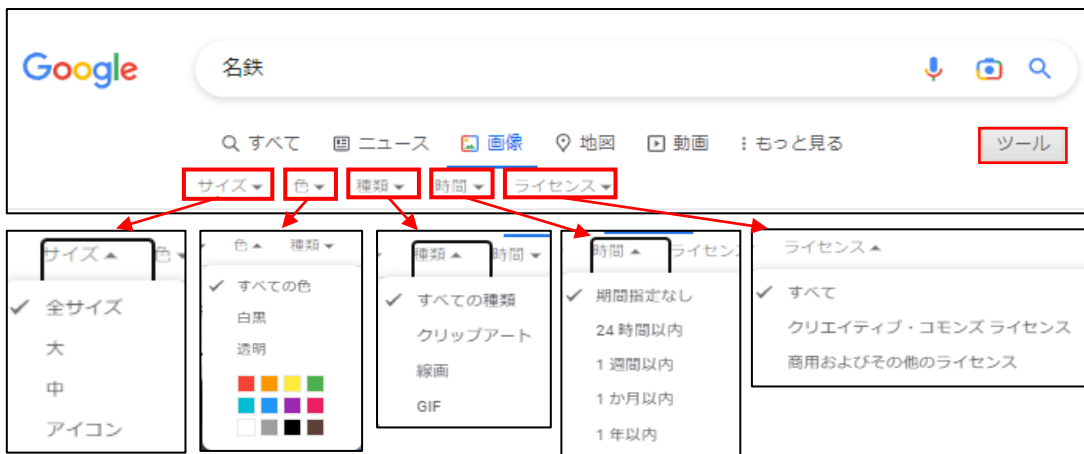 Google
名鉄
すべて ニュース 画像 地図 動画 もっと見る ツール
サイズ 色 種類 時間 ライセンス
サイズ 色
全サイズ
大
中
アイコン
色 種類
すべての色
白黒
透明
種類 時間
すべての種類
クリップアート
線画
GIF
時間 ライセン
期間指定なし
24 時間以内
1 週間以内
1 か月以内
1 年以内
ライセンス
すべて
クリエイティブ・コモンズ ライセンス
商用およびその他のライセンス